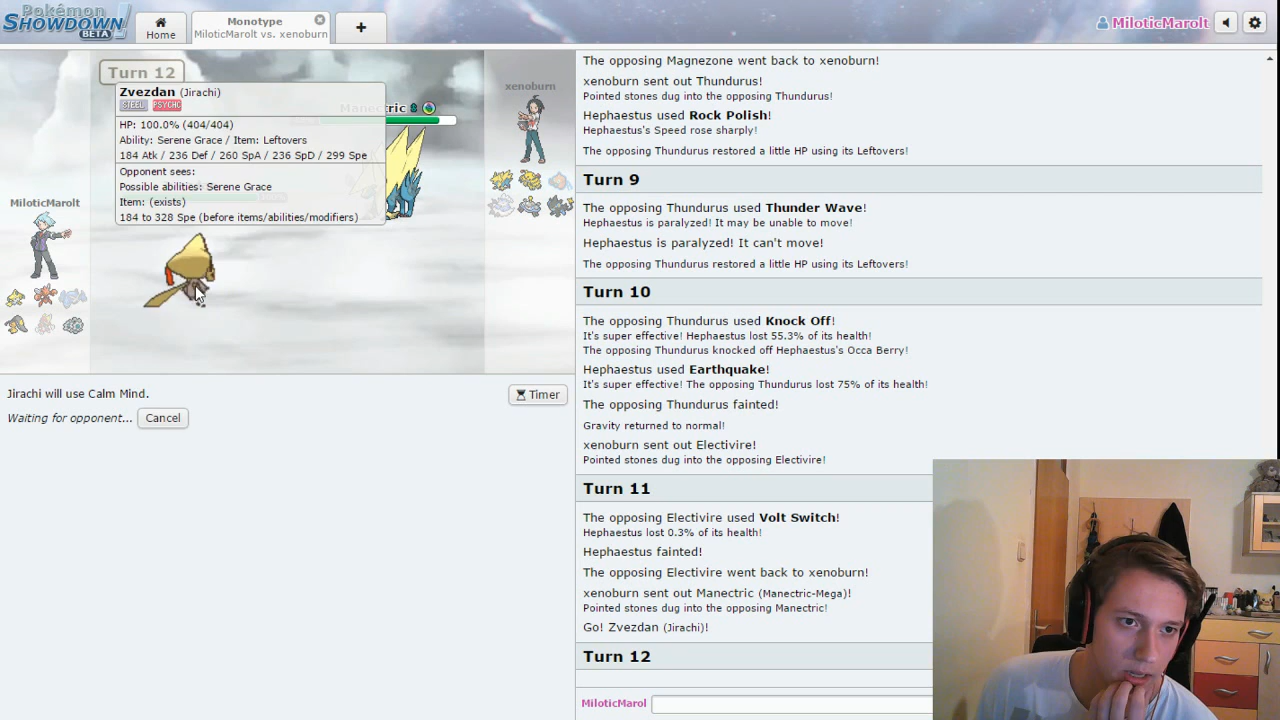 Pokémon
SHOWDOWN!
BETA
Home
Monotype
MiloticMarolt vs. xenoburn
+
MiloticMarolt
Turn 12
Zvezdan (Jirachi)
STEEL PSYCHC
HP: 100.0% (404/404)
Ability: Serene Grace / Item: Leftovers
184 Atk / 236 Def / 260 SpA / 236 SpD / 299 Spe
Opponent sees:
Possible abilities: Serene Grace
Item: (exists)
184 to 328 Spe (before items/abilities/modifiers)
xenoburn
MiloticMarolt
Jirachi will use Calm Mind.
Timer
Waiting for opponent...
Cancel
The opposing Magnezone went back to xenoburn!
xenoburn sent out Thundurus!
Pointed stones dug into the opposing Thundurus!
Hephaestus used Rock Polish!
Hephaestus's Speed rose sharply!
The opposing Thundurus restored a little HP using its Leftovers!
Turn 9
The opposing Thundurus used Thunder Wave!
Hephaestus is paralyzed! It may be unable to move!
Hephaestus is paralyzed! It can't move!
The opposing Thundurus restored a little HP using its Leftovers!
Turn 10
The opposing Thundurus used Knock Off!
It's super effective! Hephaestus lost 55.3% of its health!
The opposing Thundurus knocked off Hephaestus's Occa Berry!
Hephaestus used Earthquake!
It's super effective! The opposing Thundurus lost 75% of its health!
The opposing Thundurus fainted!
Gravity returned to normal!
xenoburn sent out Electivire!
Pointed stones dug into the opposing Electivire!
Turn 11
The opposing Electivire used Volt Switch!
Hephaestus lost 0.3% of its health!
Hephaestus fainted!
The opposing Electivire went back to xenoburn!
xenoburn sent out Manectric (Manectric-Mega)!
Pointed stones dug into the opposing Manectric!
Go! Zvezdan (Jirachi)!
Turn 12
MiloticMarol